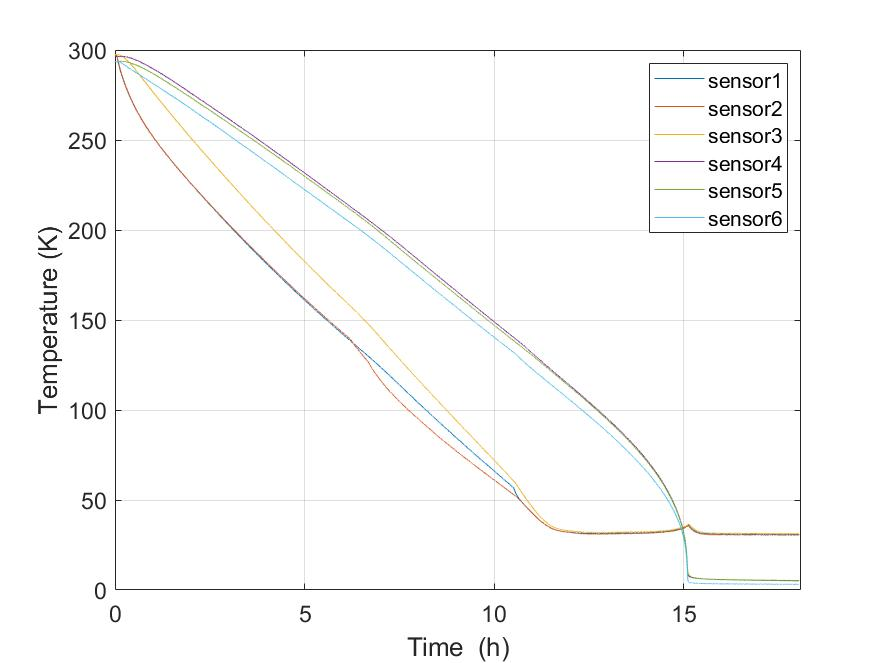 300
250
200
150
100
50
0
0 5 10 15
Temperature (K)
Time (h)
sensor1
sensor2
sensor3
sensor4
sensor5
sensor6